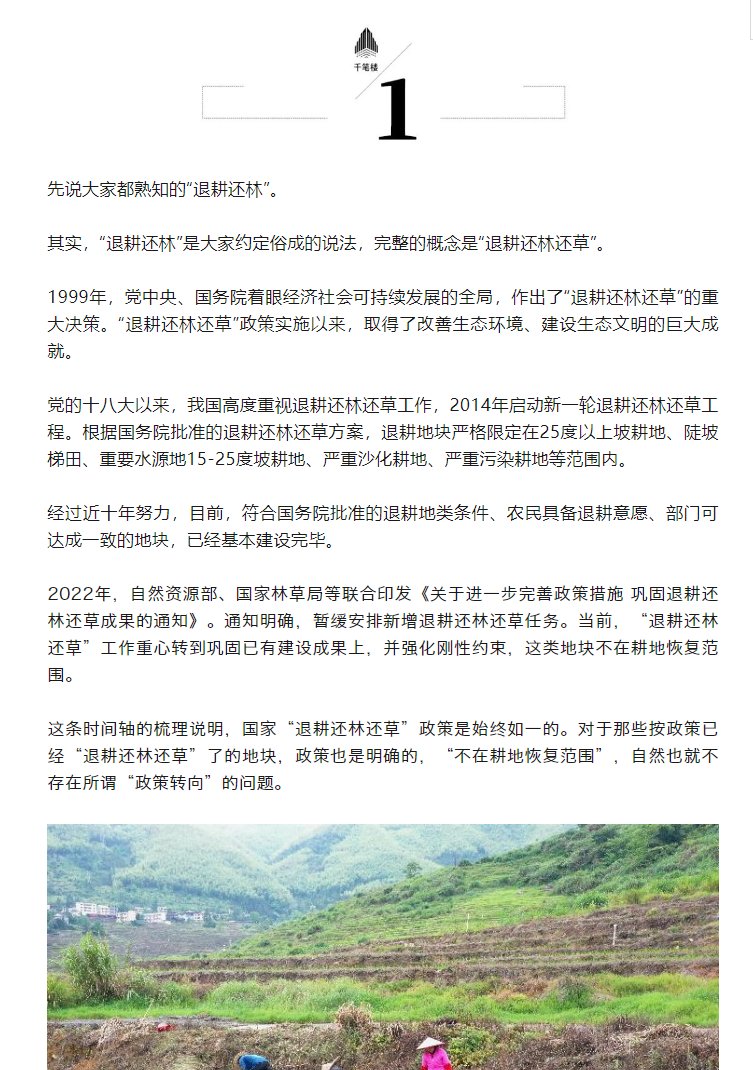 千笔楼
1
先说大家都熟知的“退耕还林”。
其实，“退耕还林”是大家约定俗成的说法，完整的概念是“退耕还林还草”。
1999年，党中央、国务院着眼经济社会可持续发展的全局，作出了“退耕还林还草”的重
大决策。“退耕还林还草”政策实施以来，取得了改善生态环境、建设生态文明的巨大成
就。
党的十八大以来，我国高度重视退耕还林还草工作，2014年启动新一轮退耕还林还草工
程。根据国务院批准的退耕还林还草方案，退耕地块严格限定在25度以上坡耕地、陡坡
梯田、重要水源地15-25度坡耕地、严重沙化耕地、严重污染耕地等范围内。
经过近十年努力，目前，符合国务院批准的退耕地类条件、农民具备退耕意愿、部门可
达成一致的地块，已经基本建设完毕。
2022年，自然资源部、国家林草局等联合印发《关于进一步完善政策措施 巩固退耕还
林还草成果的通知》。通知明确，暂缓安排新增退耕还林还草任务。当前，“退耕还林
还草”工作重心转到巩固已有建设成果上，并强化刚性约束，这类地块不在耕地恢复范
围。
这条时间轴的梳理说明，国家“退耕还林还草”政策是始终如一的。对于那些按政策已
经“退耕还林还草”了的地块，政策也是明确的，“不在耕地恢复范围”，自然也就不
存在所谓“政策转向”的问题。